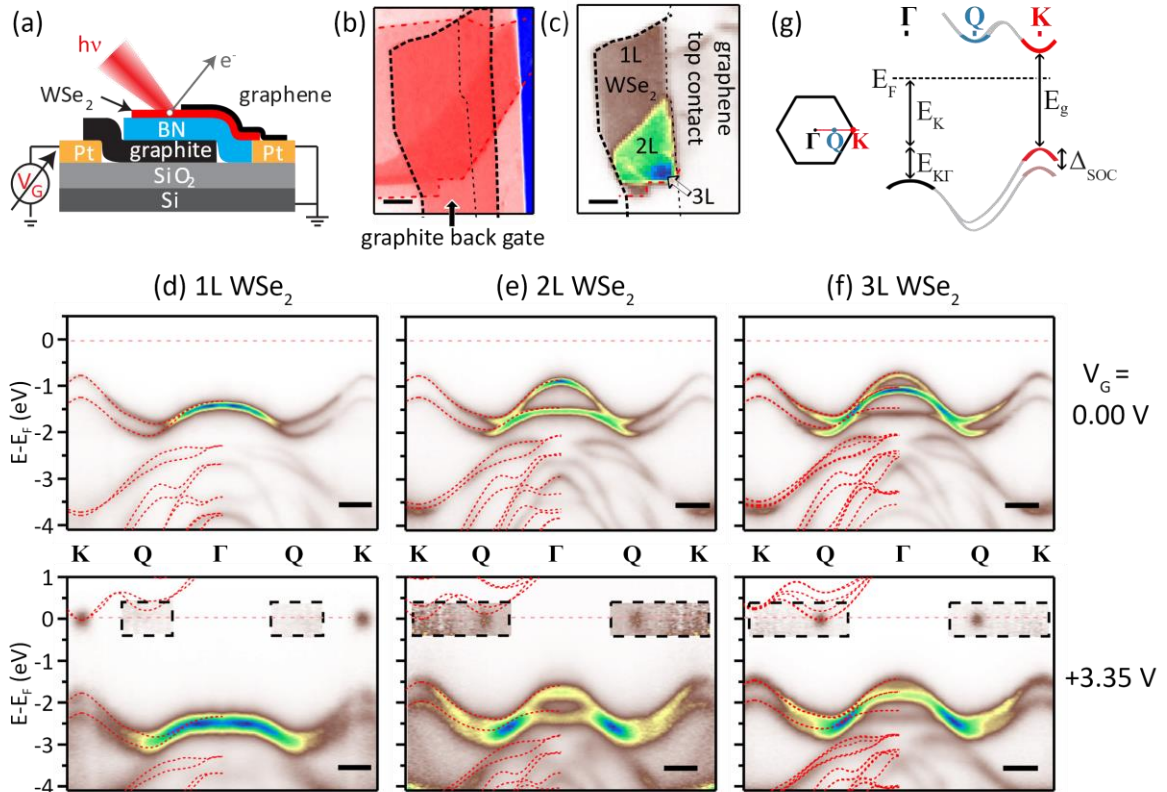 (a)
hν
e⁻
WSe₂
graphene
BN
graphite
Pt
Pt
V_G
SiO₂
Si
(b)
graphite back gate
(c)
1L
WSe₂
2L
3L
graphene
top contact
(g)
Γ
Q
K
E_F
E_K
E_g
E_KΓ
Δ_SOC
Γ Q K
(d) 1L WSe₂
(e) 2L WSe₂
(f) 3L WSe₂
E-E_F (eV)
0
-1
-2
-3
-4
V_G =
0.00 V
K Q Γ Q K
K Q Γ Q K
K Q Γ Q K
E-E_F (eV)
1
0
-1
-2
-3
-4
+3.35 V